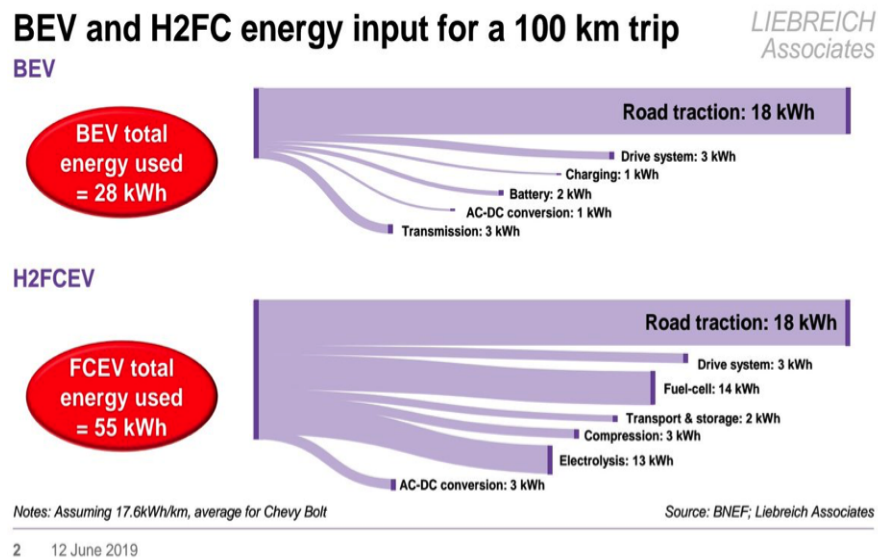 BEV and H2FC energy input for a 100 km trip
LIEBREICH
Associates
BEV
BEV total
energy used
= 28 kWh
Road traction: 18 kWh
Drive system: 3 kWh
Charging: 1 kWh
Battery: 2 kWh
AC-DC conversion: 1 kWh
Transmission: 3 kWh
H2FCEV
FCEV total
energy used
= 55 kWh
Road traction: 18 kWh
Drive system: 3 kWh
Fuel-cell: 14 kWh
Transport & storage: 2 kWh
Compression: 3 kWh
Electrolysis: 13 kWh
AC-DC conversion: 3 kWh
Notes: Assuming 17.6kWh/km, average for Chevy Bolt
Source: BNEF; Liebreich Associates
2 12 June 2019